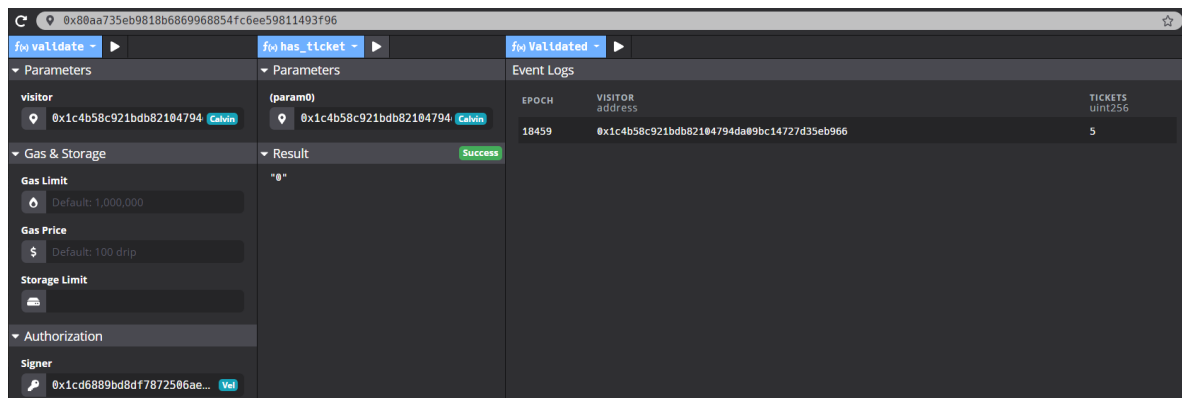 0x80aa735eb9818b6869968854fc6ee59811493f96
f(x) validate
f(x) has_ticket
f(x) Validated
Parameters
Parameters
Event Logs
visitor
0x1c4b58c921bdb82104794 Calvin
(param0)
0x1c4b58c921bdb82104794 Calvin
EPOCH VISITOR TICKETS
address uint256
18459 0x1c4b58c921bdb82104794da09bc14727d35eb966 5
Gas & Storage
Result Success
"0"
Gas Limit
Default: 1,000,000
Gas Price
$ Default: 100 drip
Storage Limit
Authorization
Signer
0x1cd6889bd8df7872506ae... Vel